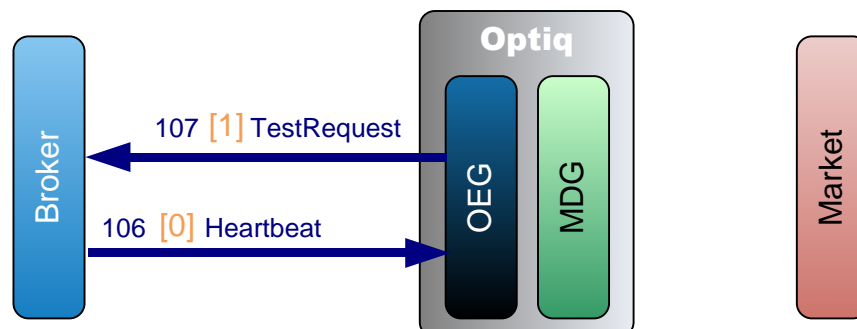 Optiq
107 [1] TestRequest
106 [0] Heartbeat
Broker
OEG
MDG
Market